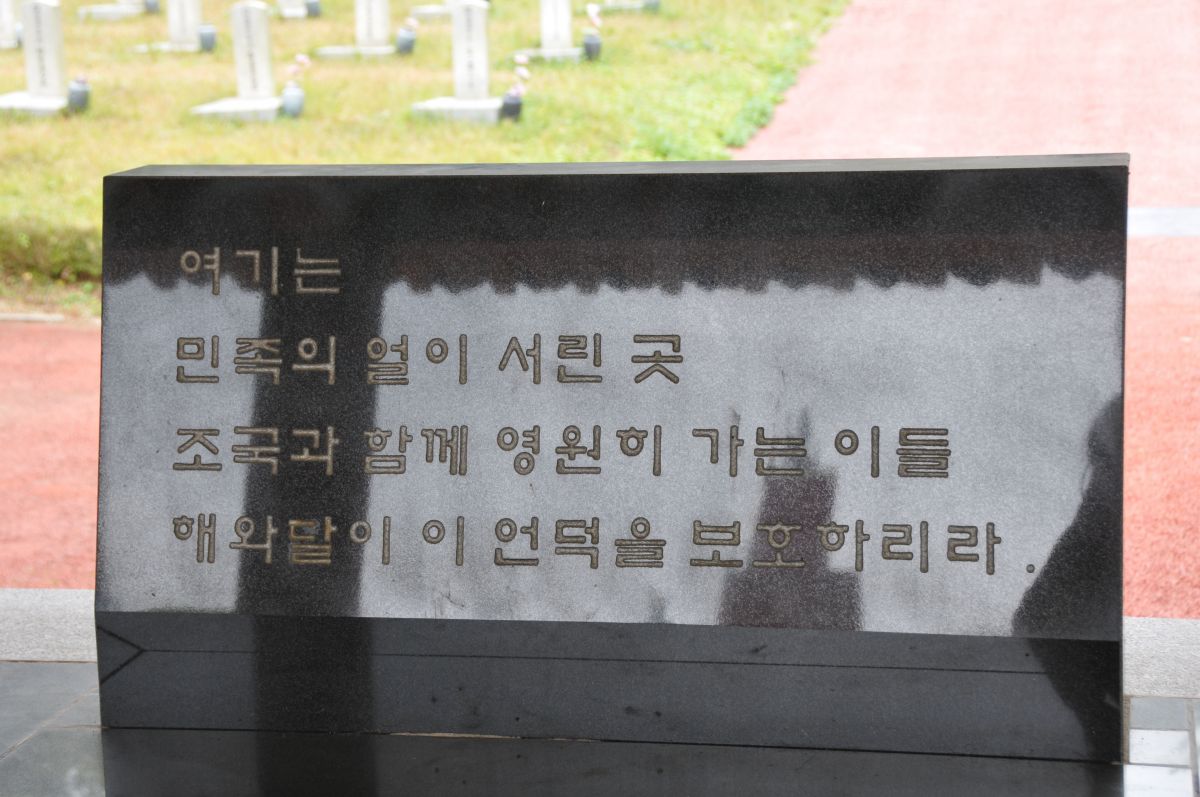 여기는
민족의 얼이 서린 곳
조국과 함께 영원히 가는 이들
해와달이 이 언덕을 보호하리라.